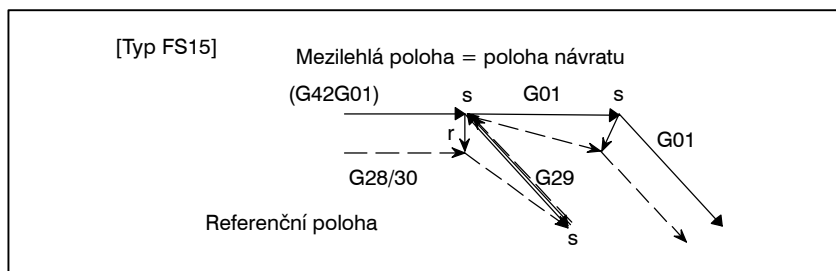 [Typ FS15]
Mezilehlá poloha = poloha návratu
(G42G01) s G01 s
r G01
G28/30 G29
Referenční poloha
s